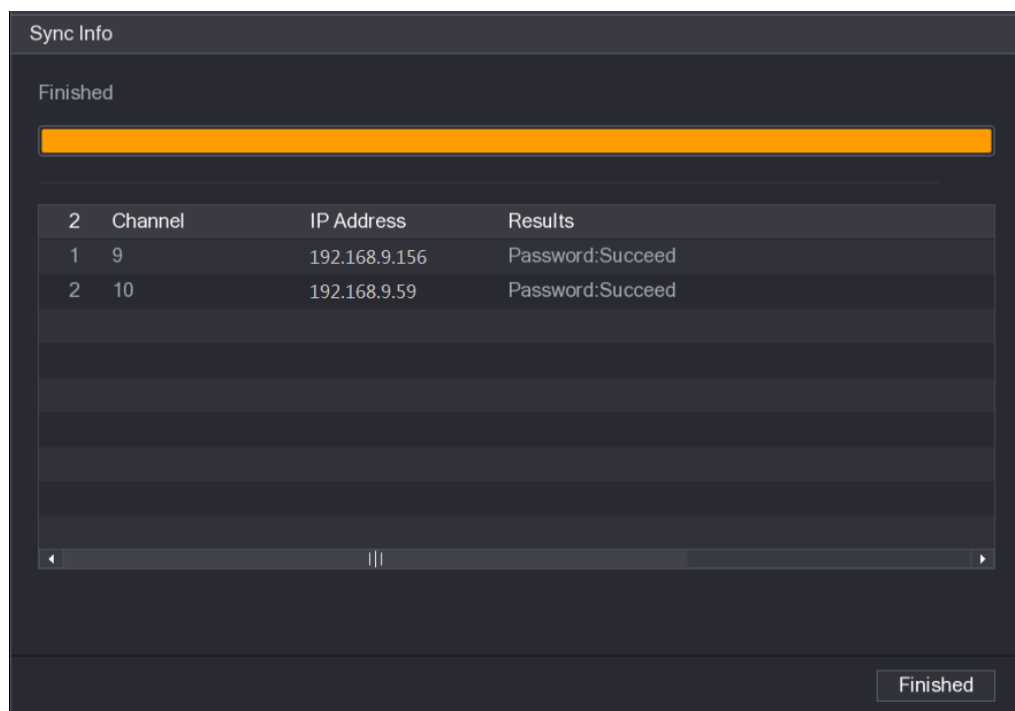 Sync Info
Finished
2 Channel IP Address Results
1 9 192.168.9.156 Password:Succeed
2 10 192.168.9.59 Password:Succeed
Finished